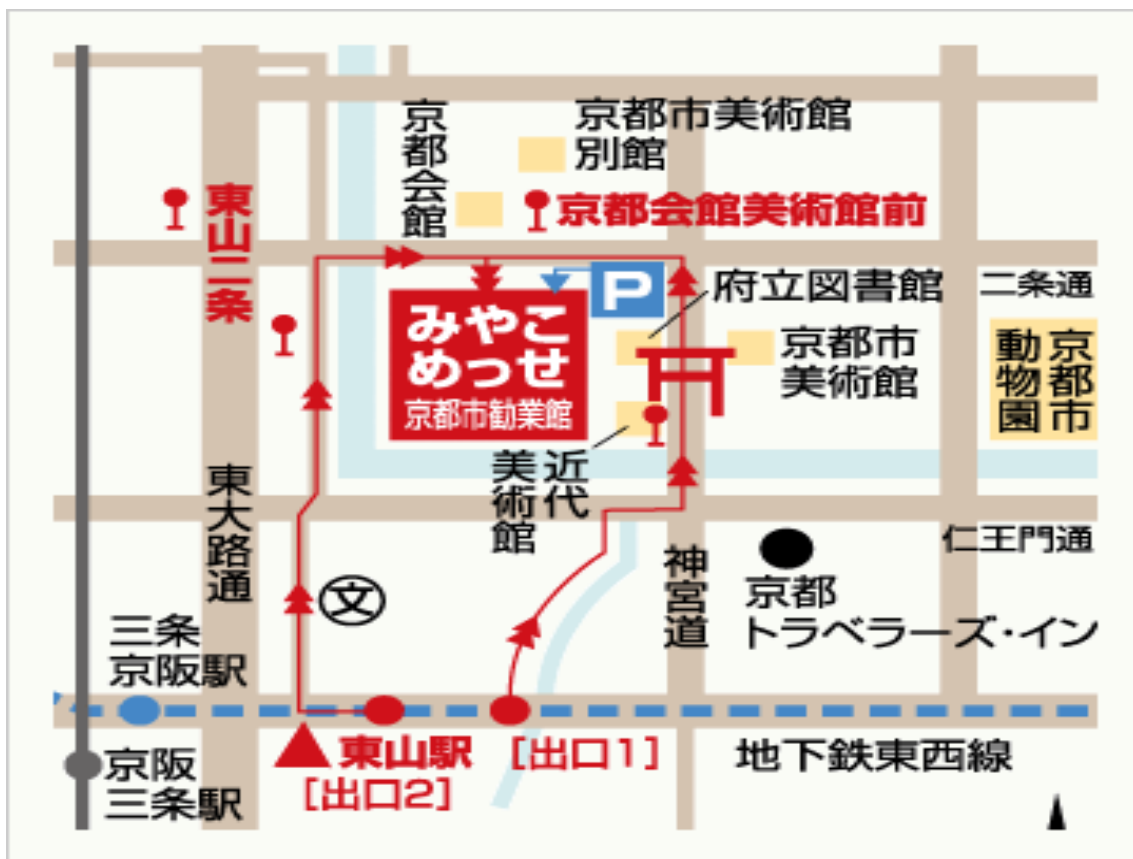 京都会館
京都市美術館
別館
東山二条
京都会館美術館前
P
みやこ
めっせ
京都市勧業館
府立図書館
二条通
京都市
美術館
京都市
動物園
近代
美術館
東大路通
仁王門通
神宮道
文
京都
トラベラーズ・イン
三条
京阪駅
京阪
三条駅
東山駅
[出口2]
[出口1]
地下鉄東西線